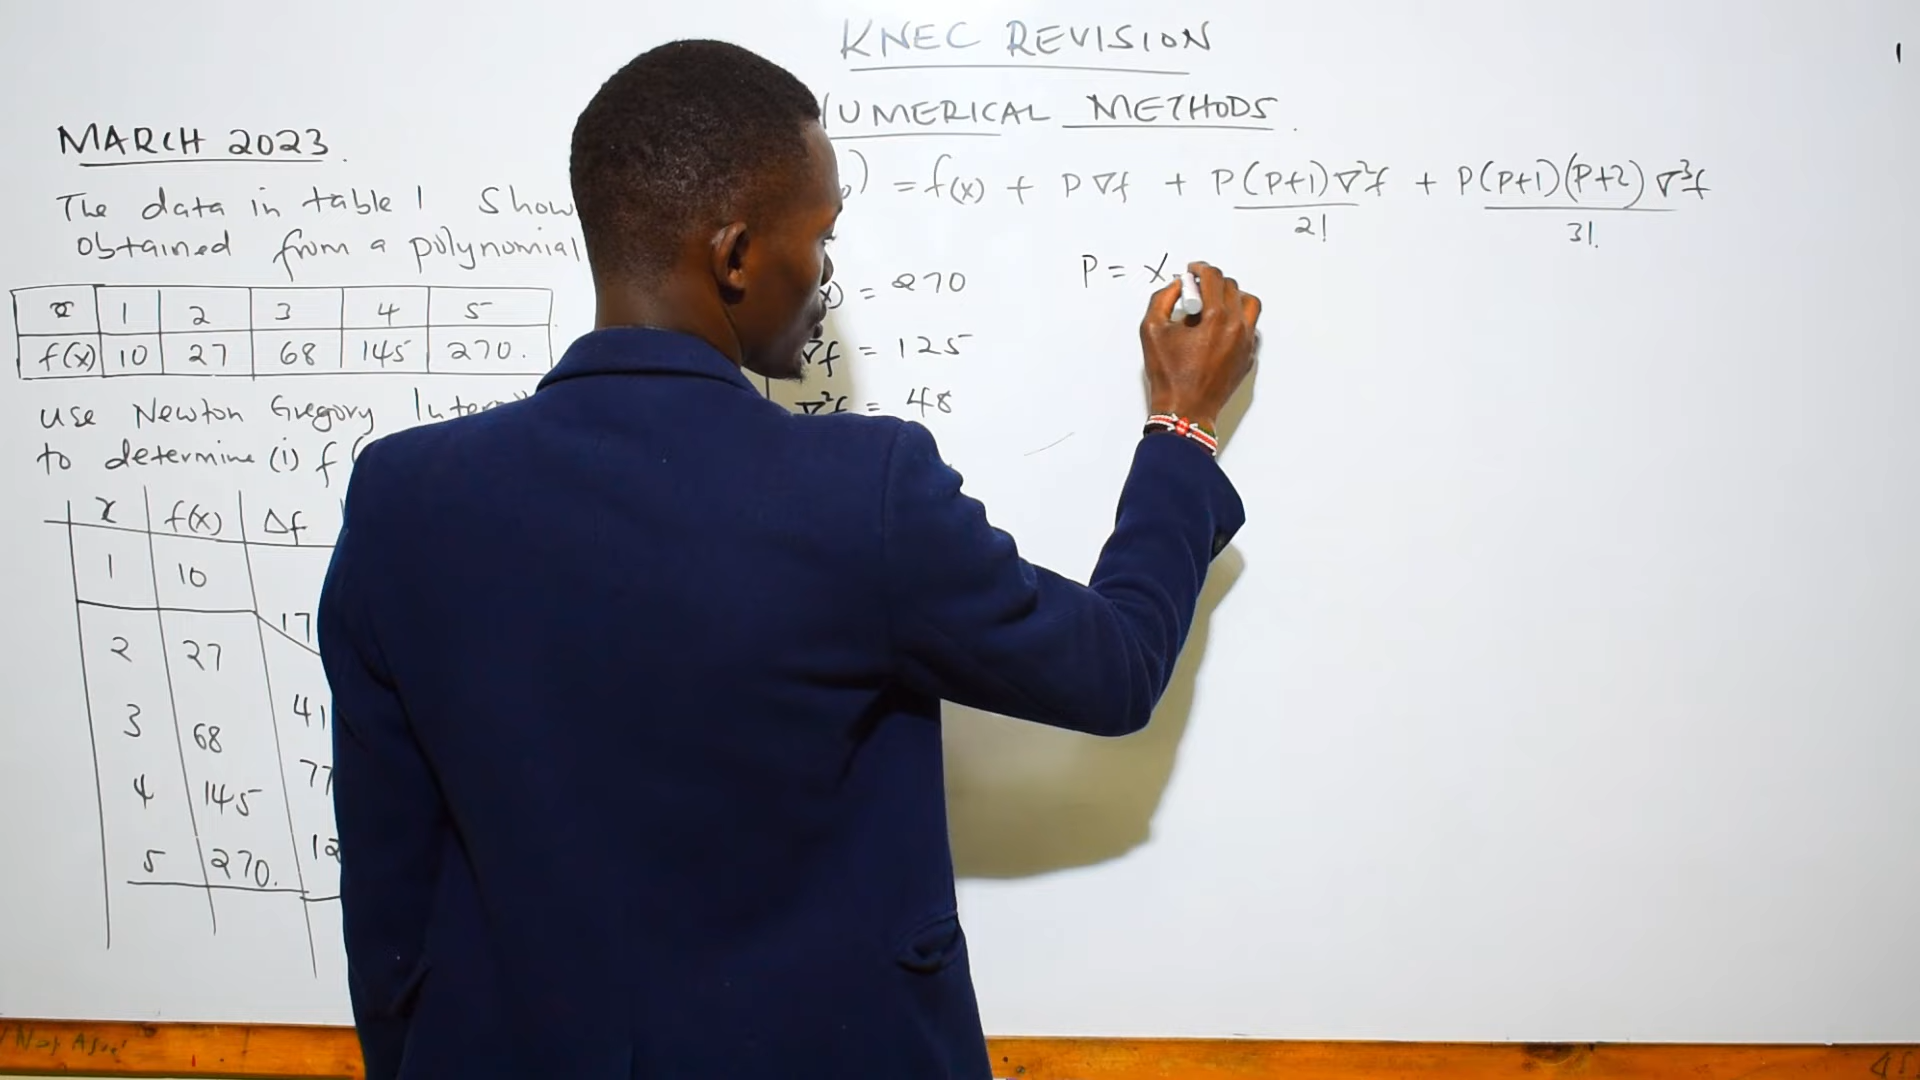 KNEC REVISION
NUMERICAL METHODS.
MARCH 2023.
The data in table 1 Show
obtained from a polynomial
x 1 2 3 4 5
f(x) 10 27 68 145 270.
use Newton Gregory
to determine (i) f
x f(x) Δf
1 10
17
2 27
41
3 68
77
4 145
12
5 270.
) = f(x) + P∇f + P(P+1)∇²f/2! + P(P+1)(P+2)∇³f/3!
x) = 270
∇f = 125
∇²f = 48
P = x